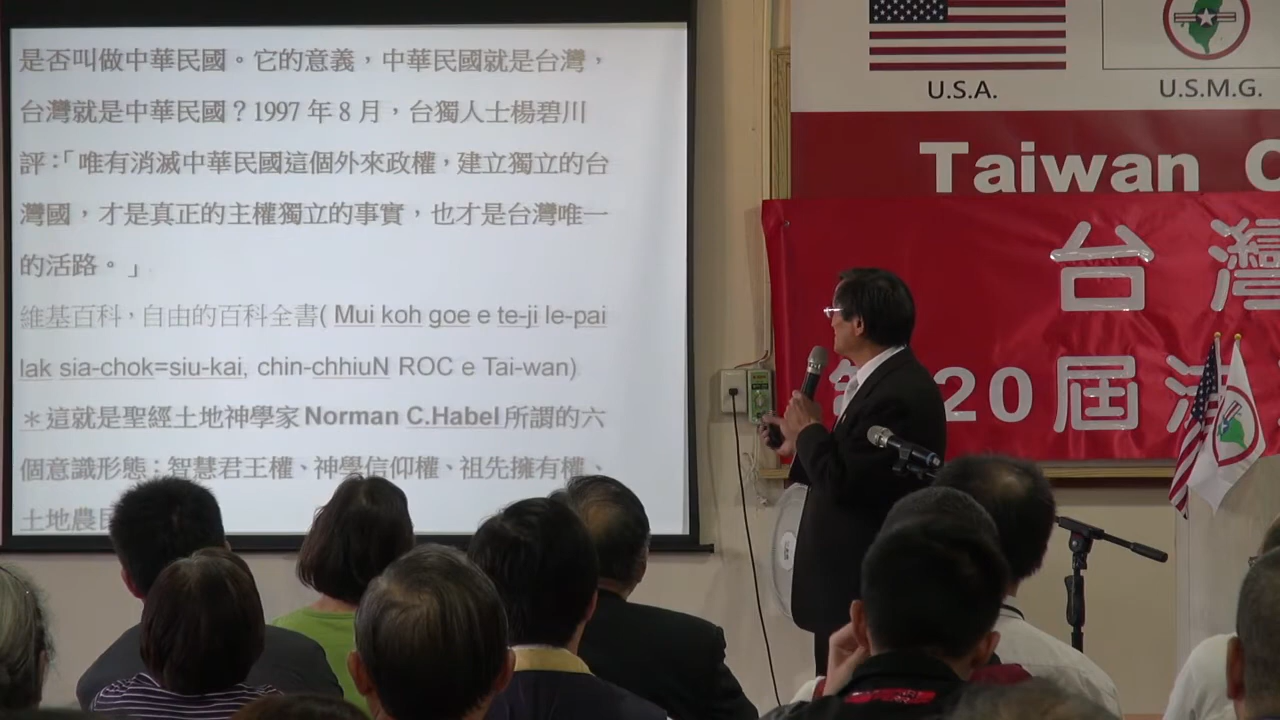 是否叫做中華民國。它的意義，中華民國就是台灣，
台灣就是中華民國？1997 年 8 月，台獨人士楊碧川
評：「唯有消滅中華民國這個外來政權，建立獨立的台
灣國，才是真正的主權獨立的事實，也才是台灣唯一
的活路。」
維基百科，自由的百科全書( Mui koh goe e te-ji le-pai
lak sia-chok=siu-kai, chin-chhiuN ROC e Tai-wan)
＊這就是聖經土地神學家 Norman C.Habel 所謂的六
個意識形態：智慧君王權、神學信仰權、祖先擁有權、
土地農民
U.S.A.
U.S.M.G.
Taiwan C
台灣
20屆法